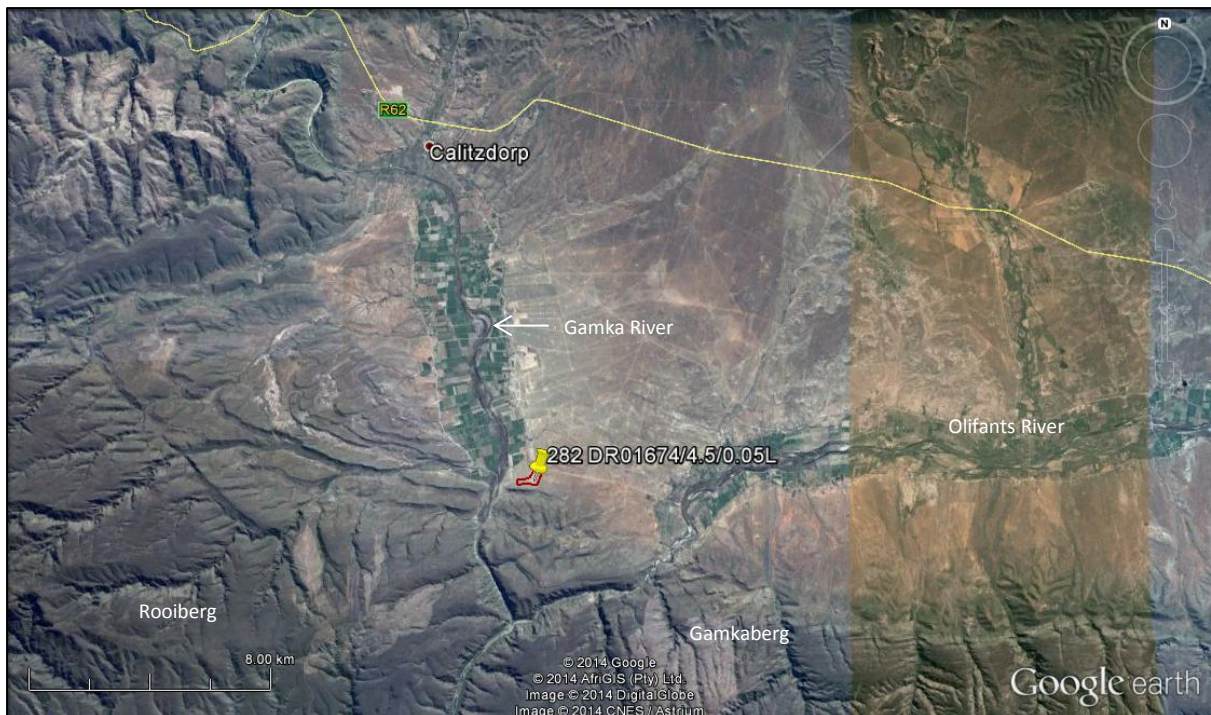 N
R62
Calitzdorp
Gamka River
Olifants River
282 DR01674/4.5/0.05L
Rooiberg
Gamkaberg
8.00 km
© 2014 Google
© 2014 AfriGIS (Pty) Ltd.
Image © 2014 DigitalGlobe
Image © 2014 CNES / Astrium
Google earth